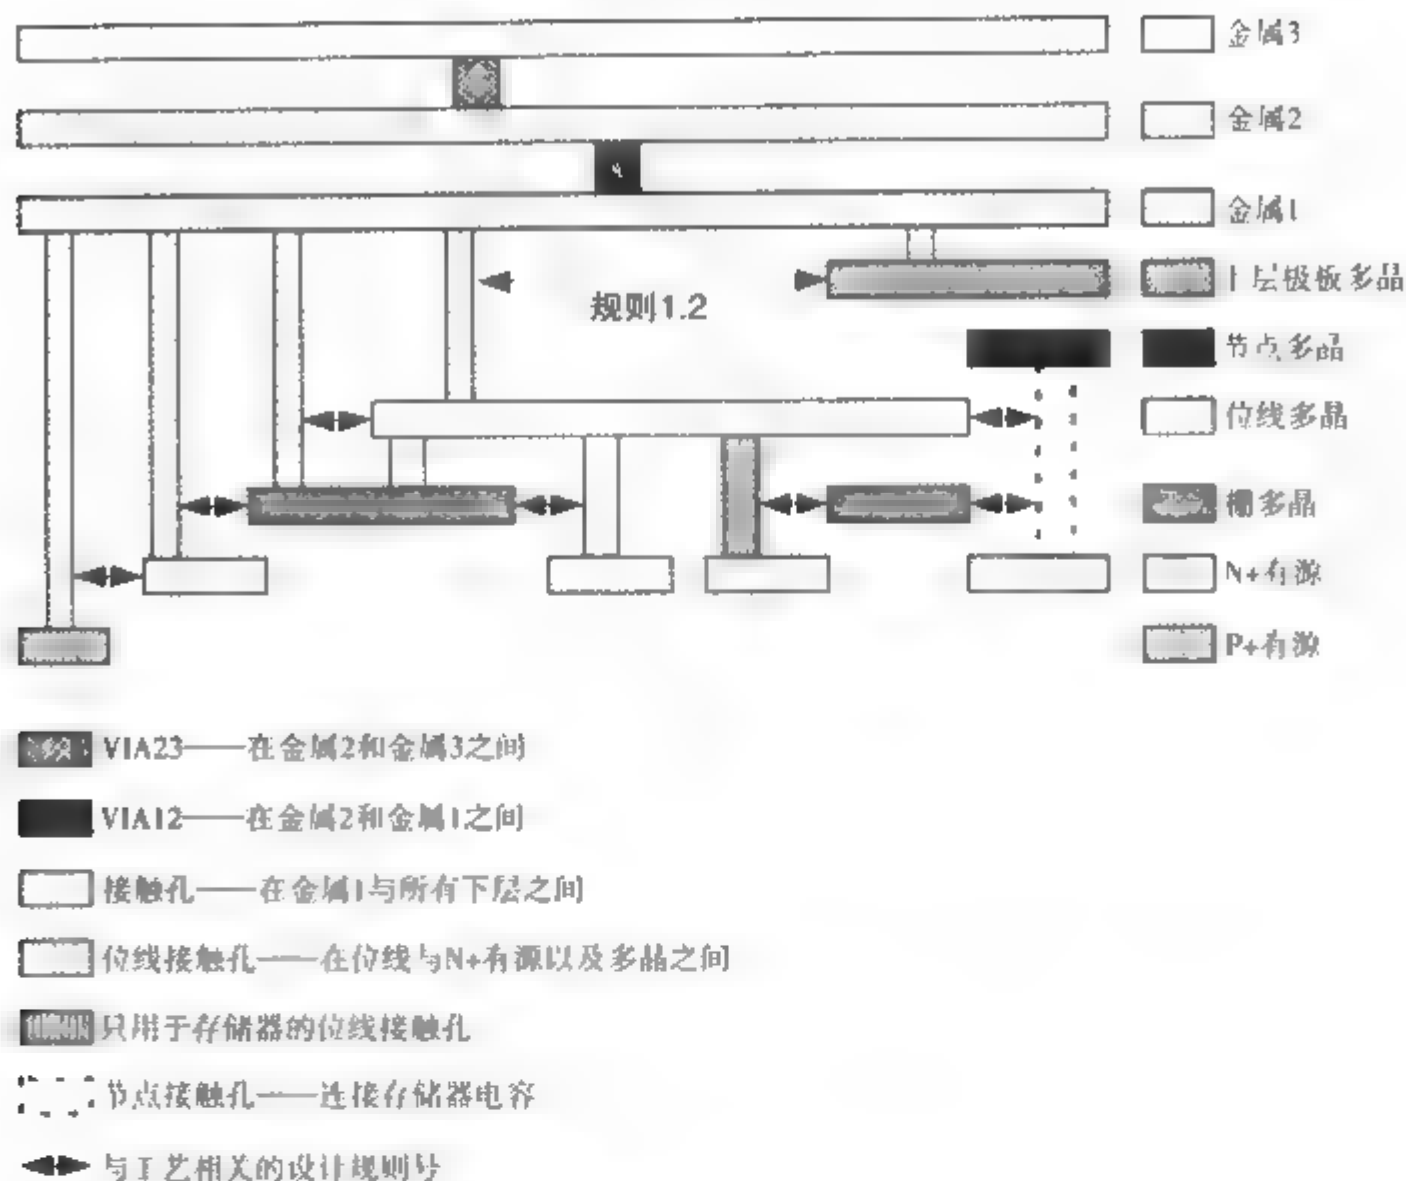 金属3
金属2
金属1
上层极板多晶
规则1.2
节点多晶
位线多晶
栅多晶
N+有源
P+有源
VIA23——在金属2和金属3之间
VIA12——在金属2和金属1之间
接触孔——在金属1与所有下层之间
位线接触孔——在位线与N+有源以及多晶之间
只用于存储器的位线接触孔
节点接触孔——连接存储器电容
与工艺相关的设计规则号